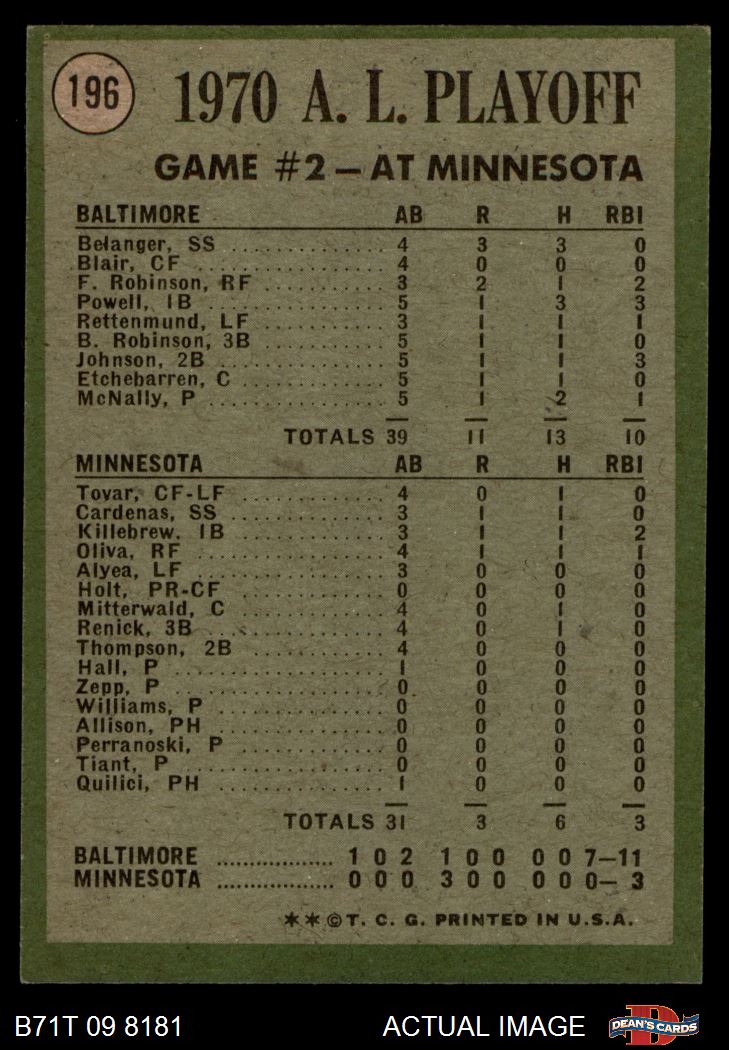 196
1970 A. L. PLAYOFF
GAME #2 – AT MINNESOTA
BALTIMORE AB R H RBI
Belanger, SS .............. 4 3 3 0
Blair, CF ................. 4 0 0 0
F. Robinson, RF ........... 3 2 1 2
Powell, 1B ................ 5 1 3 3
Rettenmund, LF ............ 3 1 1 1
B. Robinson, 3B ........... 5 1 1 0
Johnson, 2B ............... 5 1 1 3
Etchebarren, C ............ 5 1 1 0
McNally, P ................ 5 1 2 1
TOTALS 39 11 13 10
MINNESOTA AB R H RBI
Tovar, CF-LF .............. 4 0 1 0
Cardenas, SS .............. 3 1 1 0
Killebrew, 1B ............. 3 1 1 2
Oliva, RF ................. 4 1 1 1
Alyea, LF ................. 3 0 0 0
Holt, PR-CF ............... 0 0 0 0
Mitterwald, C ............. 4 0 1 0
Renick, 3B ................ 4 0 1 0
Thompson, 2B .............. 4 0 0 0
Hall, P ................... 1 0 0 0
Zepp, P ................... 0 0 0 0
Williams, P ............... 0 0 0 0
Allison, PH ............... 0 0 0 0
Perranoski, P ............. 0 0 0 0
Tiant, P .................. 0 0 0 0
Quilici, PH ............... 1 0 0 0
TOTALS 31 3 6 3
BALTIMORE ................. 1 0 2 1 0 0 0 0 7–11
MINNESOTA ................. 0 0 0 3 0 0 0 0 0– 3
**©T. C. G. PRINTED IN U.S.A.
B71T 09 8181 ACTUAL IMAGE DEAN'S CARDS